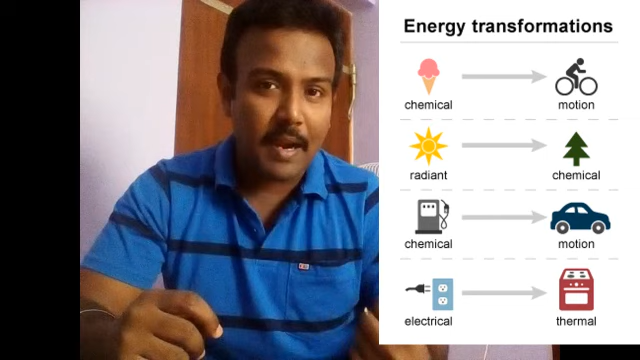 Energy transformations
chemical motion
radiant chemical
chemical motion
electrical thermal